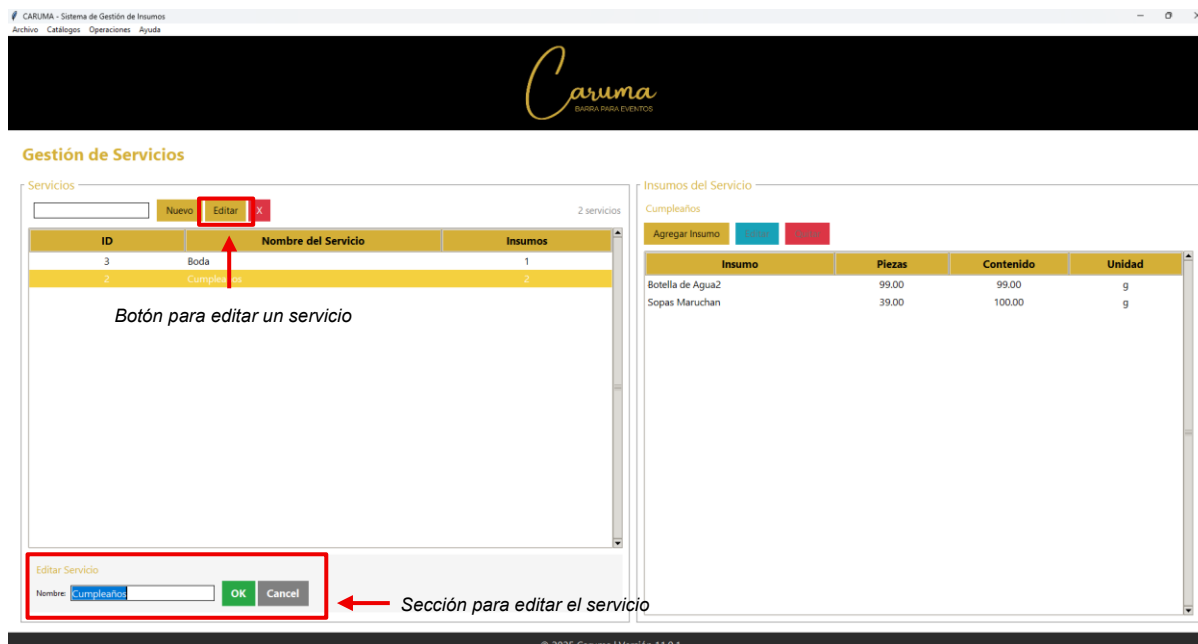 CARUMA - Sistema de Gestión de Insumos
Archivo Catálogos Operaciones Ayuda
Caruma
BARRA PARA EVENTOS
Gestión de Servicios
Servicios
Nuevo Editar X 2 servicios
ID Nombre del Servicio Insumos
3 Boda 1
2 Cumpleaños 2
Botón para editar un servicio
Editar Servicio
Nombre: Cumpleaños OK Cancel
Sección para editar el servicio
Insumos del Servicio
Cumpleaños
Agregar Insumo Editar
Insumo Piezas Contenido Unidad
Botella de Agua2 99.00 99.00 g
Sopas Maruchan 39.00 100.00 g